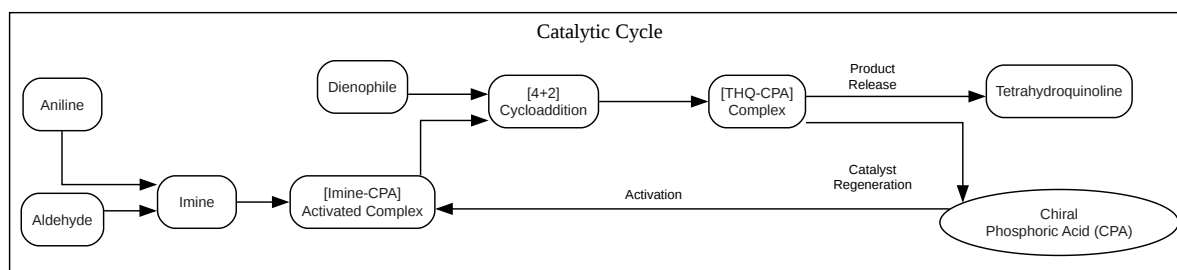 Catalytic Cycle
Aniline
Aldehyde
Imine
Dienophile
[Imine-CPA]
Activated Complex
[4+2]
Cycloaddition
[THQ-CPA]
Complex
Product
Release
Tetrahydroquinoline
Catalyst
Regeneration
Activation
Chiral
Phosphoric Acid (CPA)